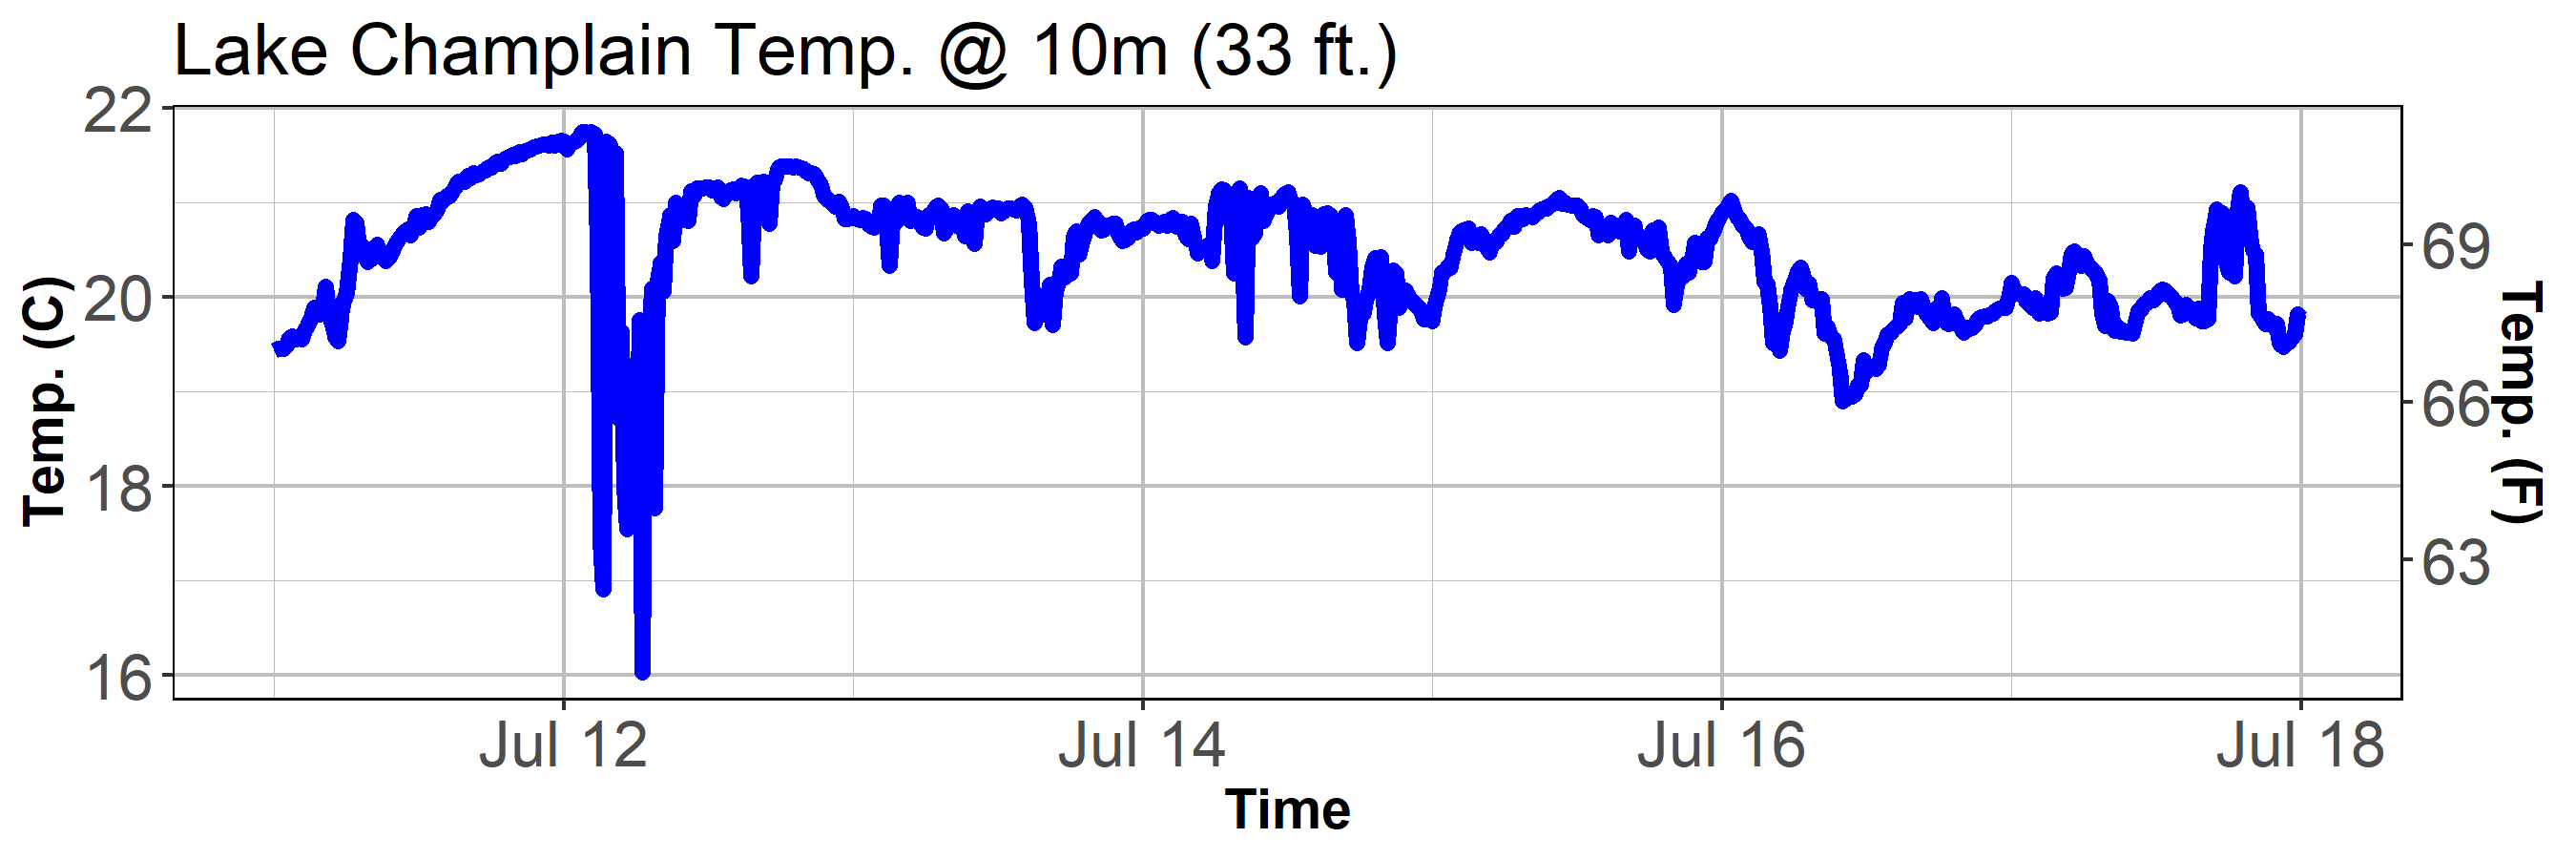 Lake Champlain Temp. @ 10m (33 ft.)
22
20
18
16
Temp. (C)
69
66
63
Temp. (F)
Jul 12 Jul 14 Jul 16 Jul 18
Time